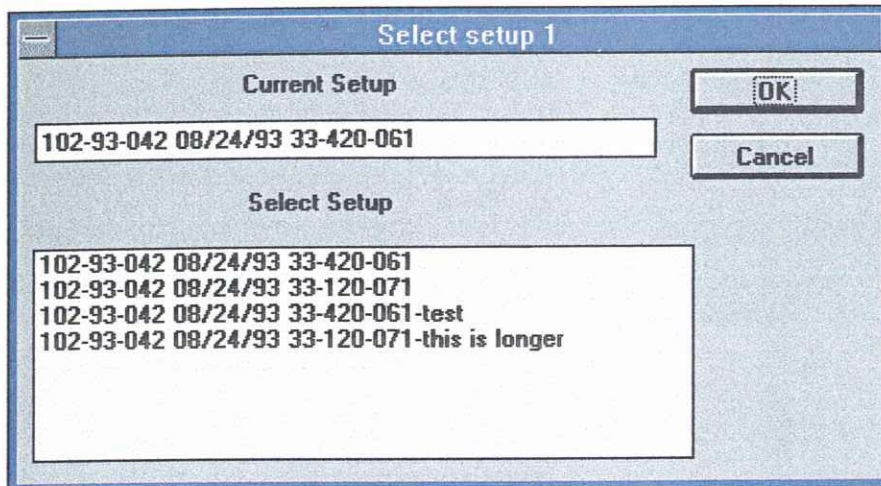 Select setup 1
Current Setup
OK
102-93-042 08/24/93 33-420-061
Cancel
Select Setup
102-93-042 08/24/93 33-420-061
102-93-042 08/24/93 33-120-071
102-93-042 08/24/93 33-420-061-test
102-93-042 08/24/93 33-120-071-this is longer